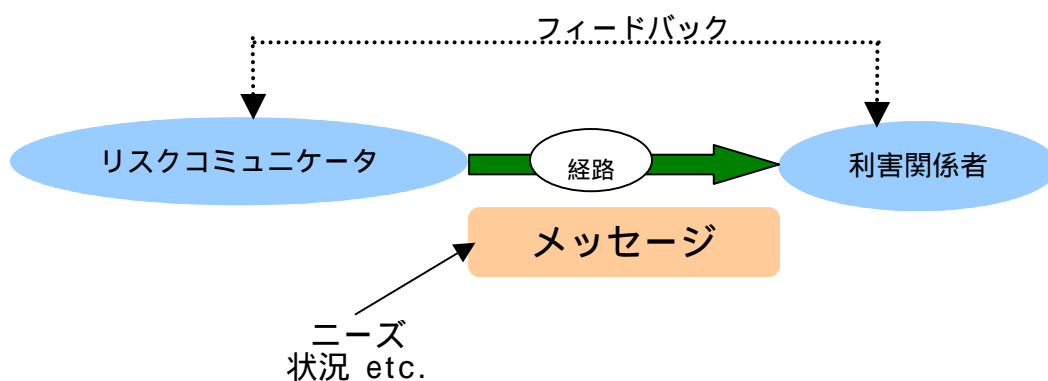 フィードバック
リスクコミュニケータ
経路
利害関係者
メッセージ
ニーズ
状況 etc.